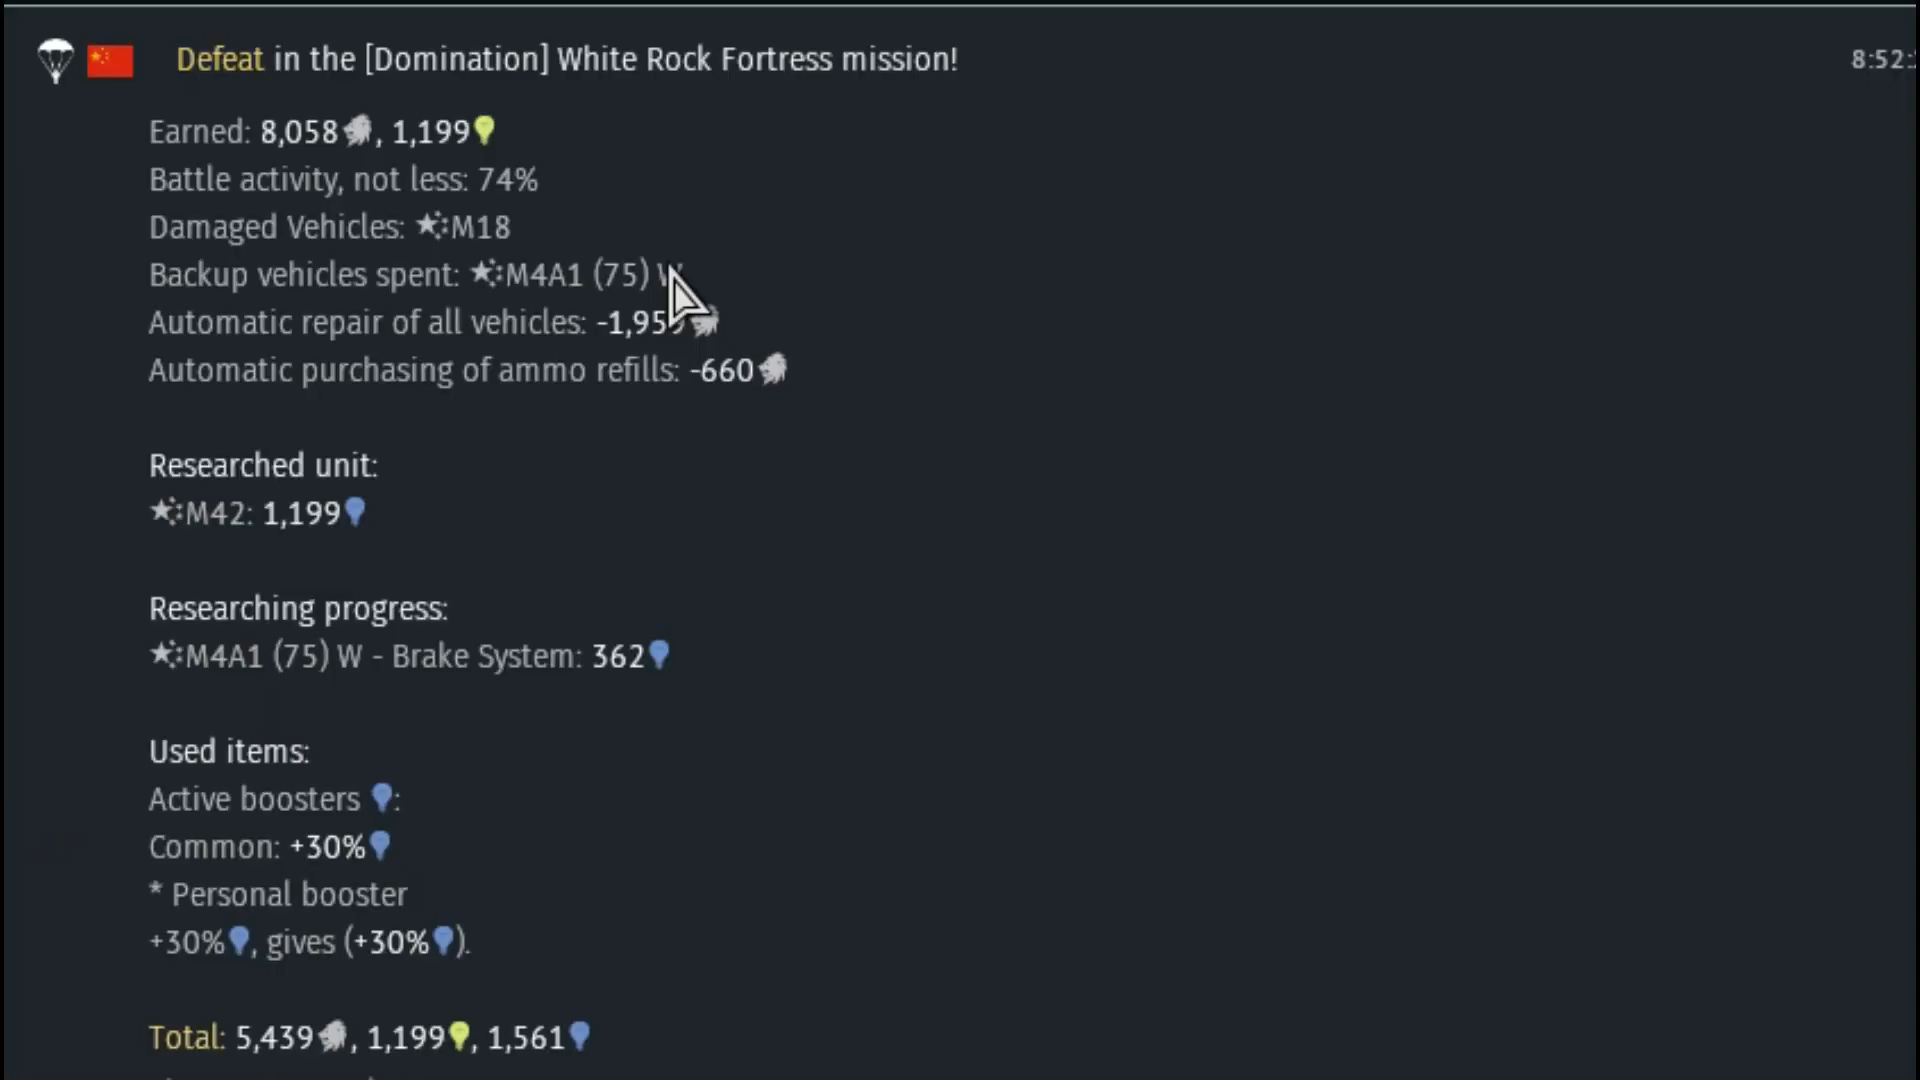 Defeat in the [Domination] White Rock Fortress mission!
8:52:
Earned: 8,058, 1,199
Battle activity, not less: 74%
Damaged Vehicles: M18
Backup vehicles spent: M4A1 (75) W
Automatic repair of all vehicles: -1,959
Automatic purchasing of ammo refills: -660
Researched unit:
M42: 1,199
Researching progress:
M4A1 (75) W - Brake System: 362
Used items:
Active boosters :
Common: +30%
* Personal booster
+30%, gives (+30%).
Total: 5,439, 1,199, 1,561